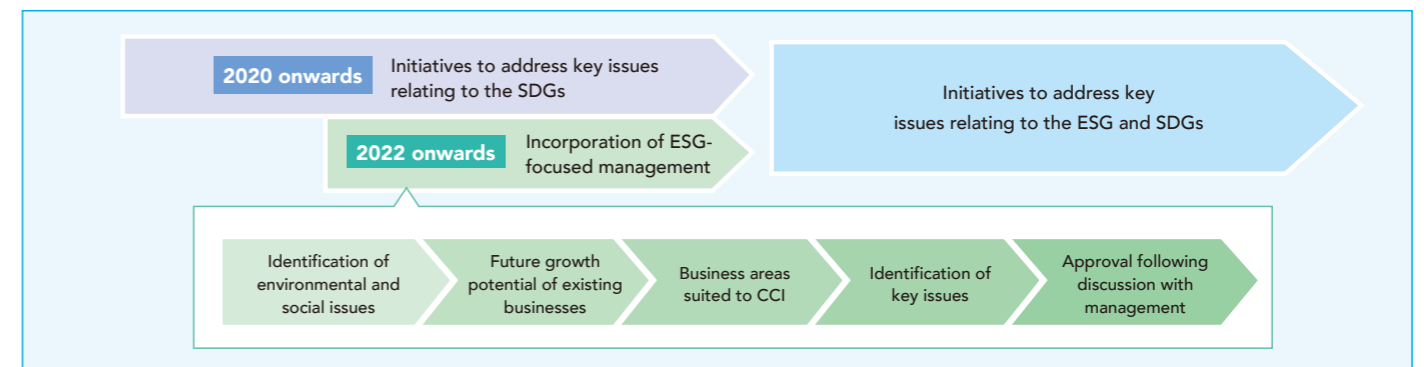 2020 onwards
Initiatives to address key issues
relating to the SDGs
2022 onwards
Incorporation of ESG-
focused management
Initiatives to address key
issues relating to the ESG and SDGs
Identification of
environmental and
social issues
Future growth
potential of existing
businesses
Business areas
suited to CCI
Identification of
key issues
Approval following
discussion with
management